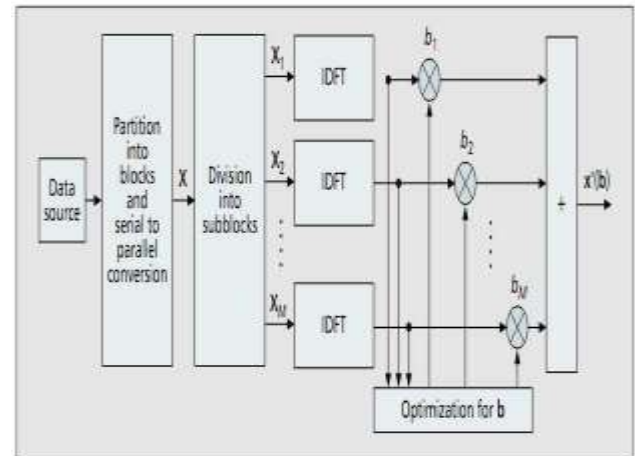 Data
source
Partition
into
blocks
and
serial to
parallel
conversion
X
Division
into
subblocks
X1
IDFT
b1
X2
IDFT
b2
XM
IDFT
bM
+
x'(b)
Optimization for b